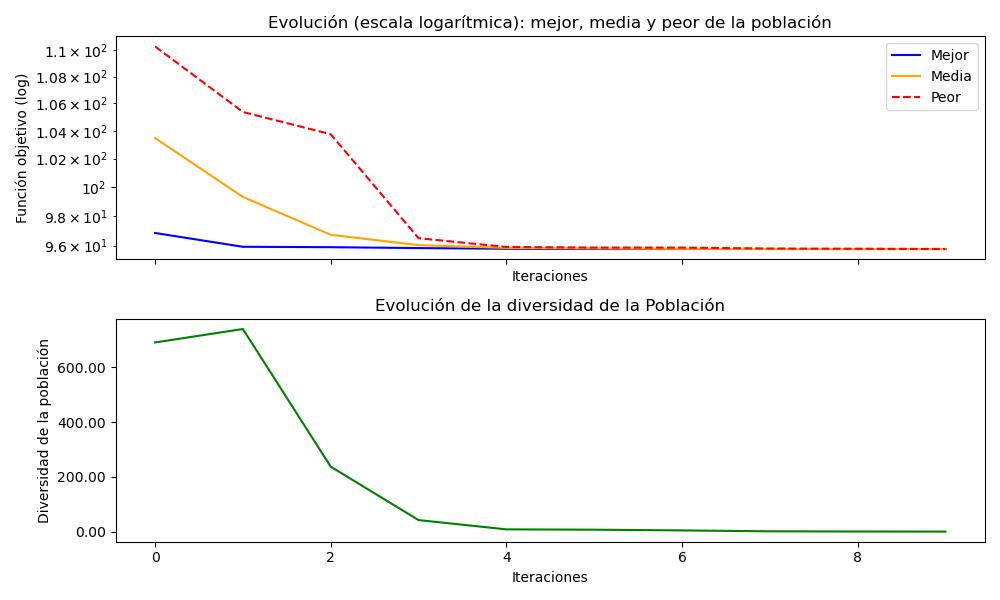 Evolución (escala logarítmica): mejor, media y peor de la población
Función objetivo (log)
1.1 × 10²
1.08 × 10²
1.06 × 10²
1.04 × 10²
1.02 × 10²
10²
9.8 × 10¹
9.6 × 10¹
Mejor
Media
Peor
Iteraciones
Evolución de la diversidad de la Población
Diversidad de la población
600.00
400.00
200.00
0.00
0 2 4 6 8
Iteraciones